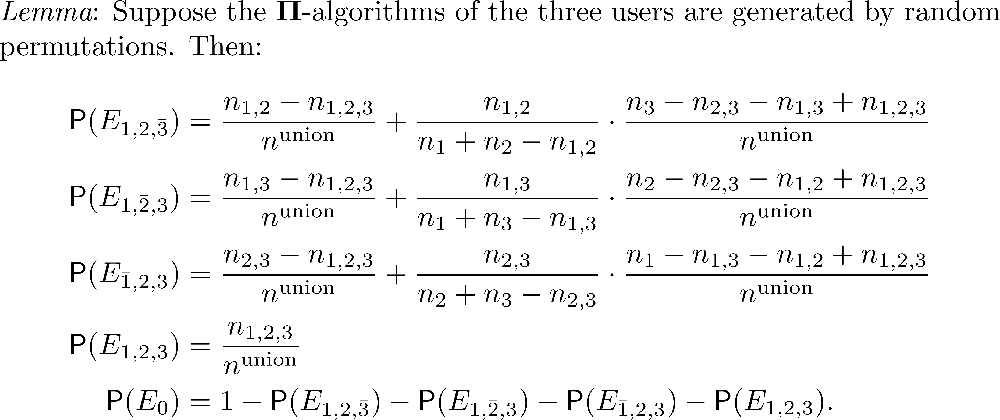 Lemma: Suppose the Π-algorithms of the three users are generated by random
permutations. Then:
$\mathsf{P}(E_{1,2,\bar{3}}) = \frac{n_{1,2} - n_{1,2,3}}{n^{\text{union}}} + \frac{n_{1,2}}{n_1 + n_2 - n_{1,2}} \cdot \frac{n_3 - n_{2,3} - n_{1,3} + n_{1,2,3}}{n^{\text{union}}}$
$\mathsf{P}(E_{1,\bar{2},3}) = \frac{n_{1,3} - n_{1,2,3}}{n^{\text{union}}} + \frac{n_{1,3}}{n_1 + n_3 - n_{1,3}} \cdot \frac{n_2 - n_{2,3} - n_{1,2} + n_{1,2,3}}{n^{\text{union}}}$
$\mathsf{P}(E_{\bar{1},2,3}) = \frac{n_{2,3} - n_{1,2,3}}{n^{\text{union}}} + \frac{n_{2,3}}{n_2 + n_3 - n_{2,3}} \cdot \frac{n_1 - n_{1,3} - n_{1,2} + n_{1,2,3}}{n^{\text{union}}}$
$\mathsf{P}(E_{1,2,3}) = \frac{n_{1,2,3}}{n^{\text{union}}}$
$\mathsf{P}(E_0) = 1 - \mathsf{P}(E_{1,2,\bar{3}}) - \mathsf{P}(E_{1,\bar{2},3}) - \mathsf{P}(E_{\bar{1},2,3}) - \mathsf{P}(E_{1,2,3}).$